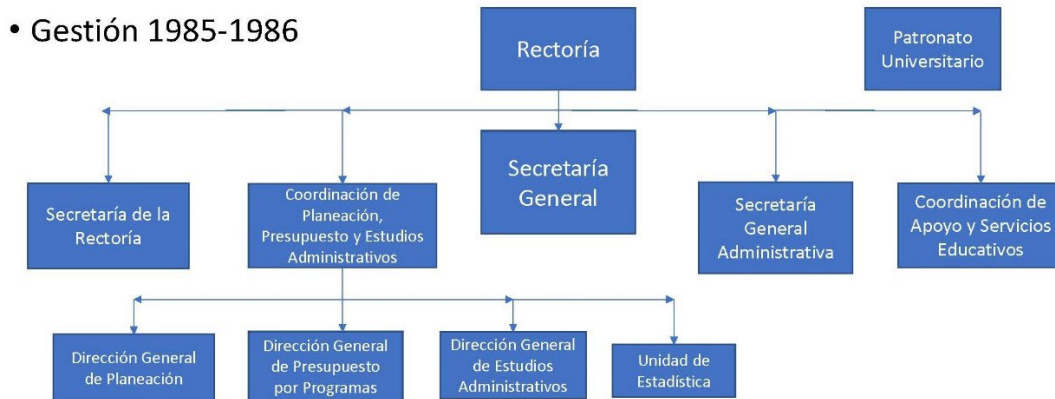 • Gestión 1985-1986
Rectoría
Patronato
Universitario
Secretaría de la
Rectoría
Coordinación de
Planeación,
Presupuesto y Estudios
Administrativos
Secretaría
General
Secretaría
General
Administrativa
Coordinación de
Apoyo y Servicios
Educativos
Dirección General
de Planeación
Dirección General
de Presupuesto
por Programas
Dirección General
de Estudios
Administrativos
Unidad de
Estadística